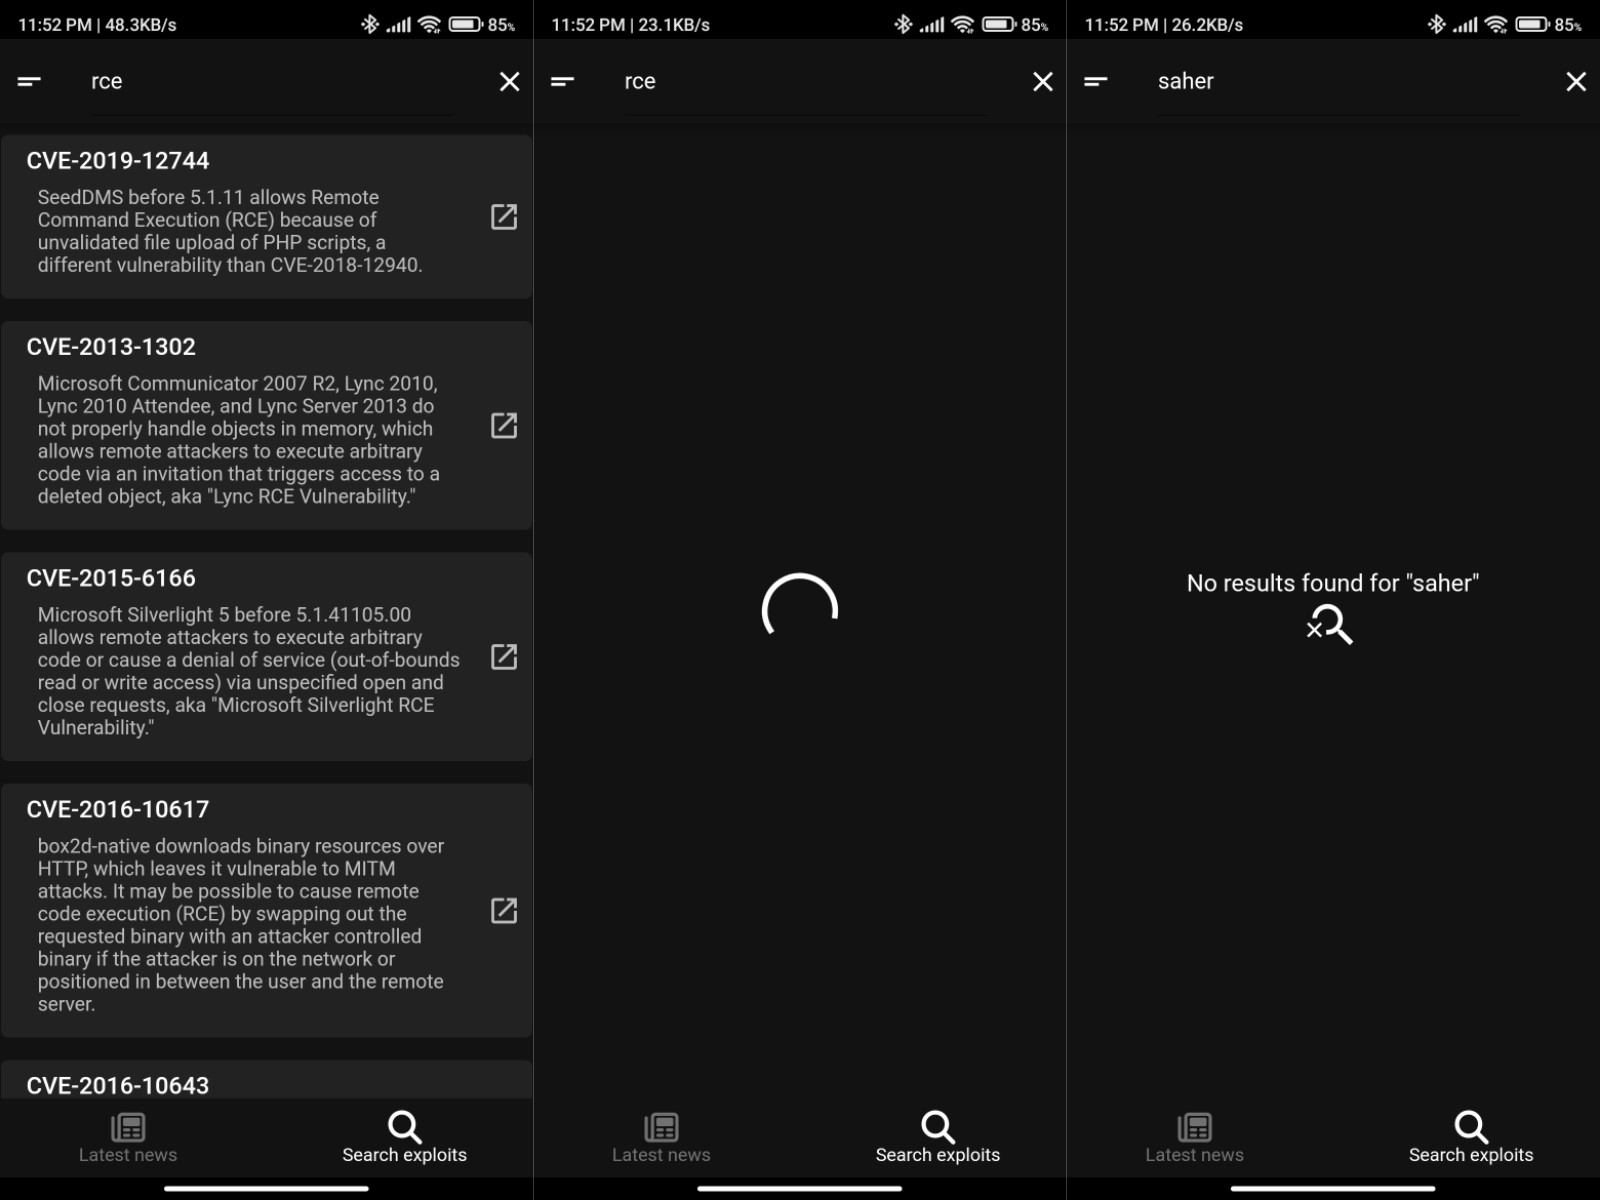 11:52 PM | 48.3KB/s
85%
rce
CVE-2019-12744
SeedDMS before 5.1.11 allows Remote
Command Execution (RCE) because of
unvalidated file upload of PHP scripts, a
different vulnerability than CVE-2018-12940.
CVE-2013-1302
Microsoft Communicator 2007 R2, Lync 2010,
Lync 2010 Attendee, and Lync Server 2013 do
not properly handle objects in memory, which
allows remote attackers to execute arbitrary
code via an invitation that triggers access to a
deleted object, aka "Lync RCE Vulnerability."
CVE-2015-6166
Microsoft Silverlight 5 before 5.1.41105.00
allows remote attackers to execute arbitrary
code or cause a denial of service (out-of-bounds
read or write access) via unspecified open and
close requests, aka "Microsoft Silverlight RCE
Vulnerability."
CVE-2016-10617
box2d-native downloads binary resources over
HTTP, which leaves it vulnerable to MITM
attacks. It may be possible to cause remote
code execution (RCE) by swapping out the
requested binary with an attacker controlled
binary if the attacker is on the network or
positioned in between the user and the remote
server.
CVE-2016-10643
Latest news
Search exploits
11:52 PM | 23.1KB/s
85%
rce
Latest news
Search exploits
11:52 PM | 26.2KB/s
85%
saher
No results found for "saher"
Latest news
Search exploits